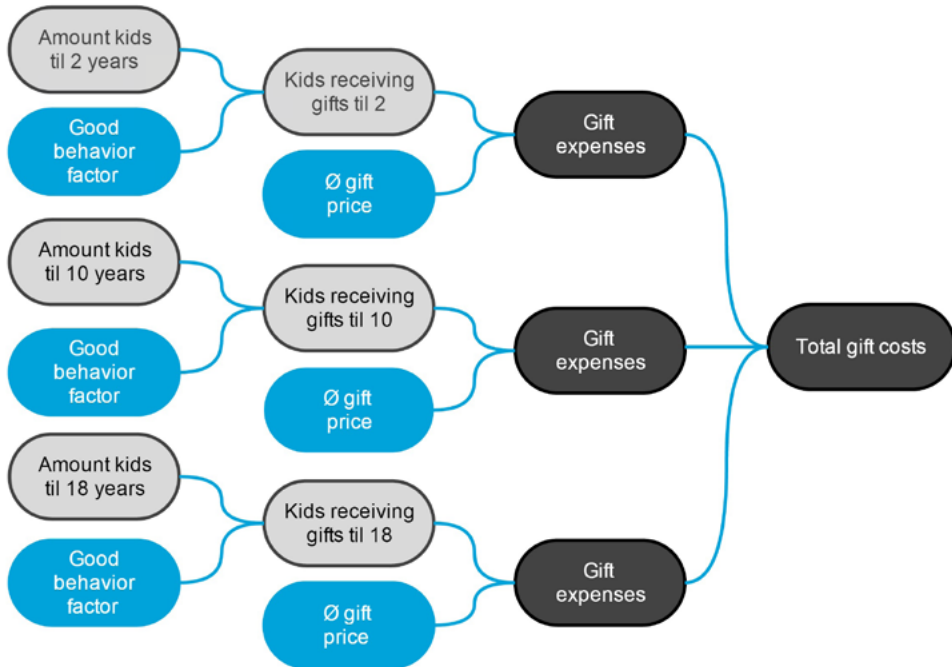 Amount kids
til 2 years
Good
behavior
factor
Kids receiving
gifts til 2
Ø gift
price
Gift
expenses
Amount kids
til 10 years
Good
behavior
factor
Kids receiving
gifts til 10
Ø gift
price
Gift
expenses
Total gift costs
Amount kids
til 18 years
Good
behavior
factor
Kids receiving
gifts til 18
Ø gift
price
Gift
expenses